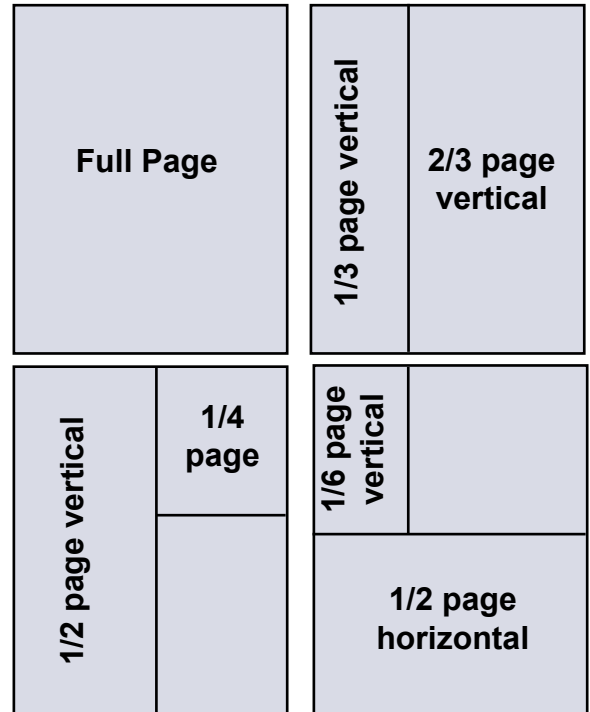 Full Page
1/3 page vertical
2/3 page
vertical
1/2 page vertical
1/4
page
1/6 page
vertical
1/2 page
horizontal